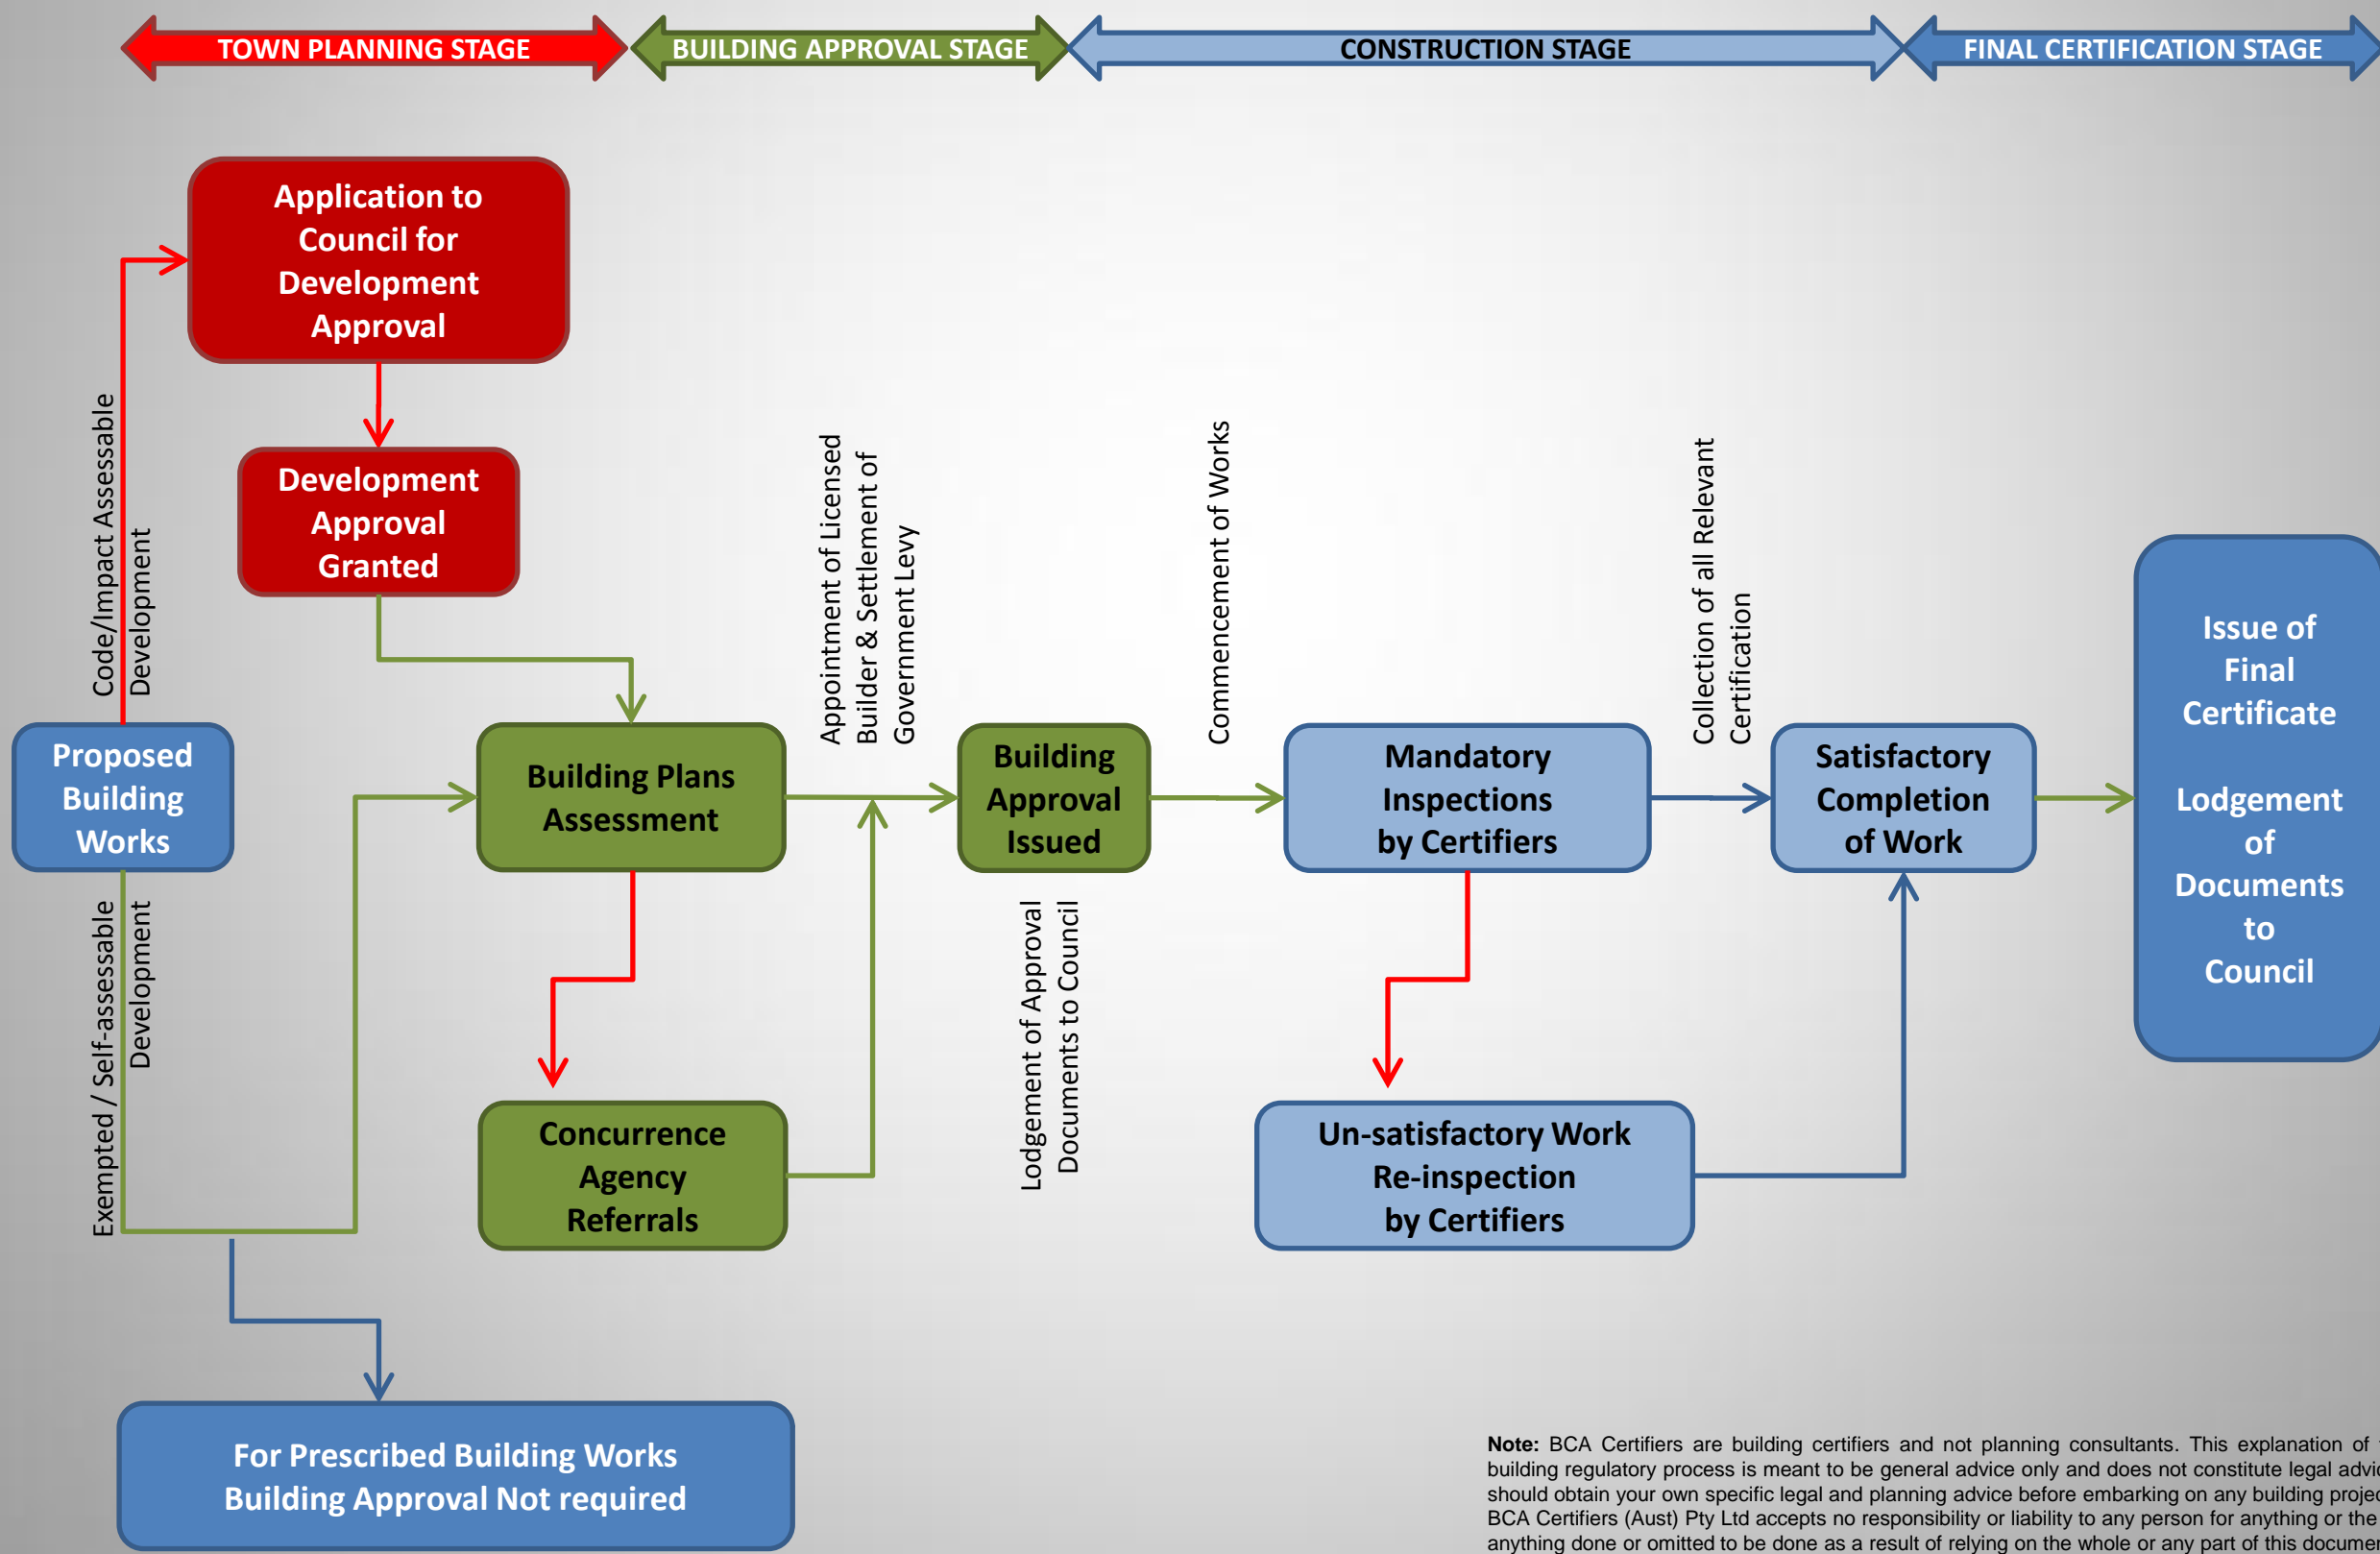 TOWN PLANNING STAGE
BUILDING APPROVAL STAGE
CONSTRUCTION STAGE
FINAL CERTIFICATION STAGE
Application to
Council for
Development
Approval
Code/Impact Assessable
Development
Development
Approval
Granted
Proposed
Building
Works
Exempted / Self-assessable
Development
Building Plans
Assessment
Appointment of Licensed
Builder & Settlement of
Government Levy
Concurrence
Agency
Referrals
Building
Approval
Issued
Lodgement of Approval
Documents to Council
Commencement of Works
Mandatory
Inspections
by Certifiers
Un-satisfactory Work
Re-inspection
by Certifiers
Collection of all Relevant
Certification
Satisfactory
Completion
of Work
Issue of
Final
Certificate
Lodgement
of
Documents
to
Council
For Prescribed Building Works
Building Approval Not required
Note: BCA Certifiers are building certifiers and not planning consultants. This explanation of
building regulatory process is meant to be general advice only and does not constitute legal
should obtain your own specific legal and planning advice before embarking on any building
BCA Certifiers (Aust) Pty Ltd accepts no responsibility or liability to any person for anything or the
anything done or omitted to be done as a result of relying on the whole or any part of this